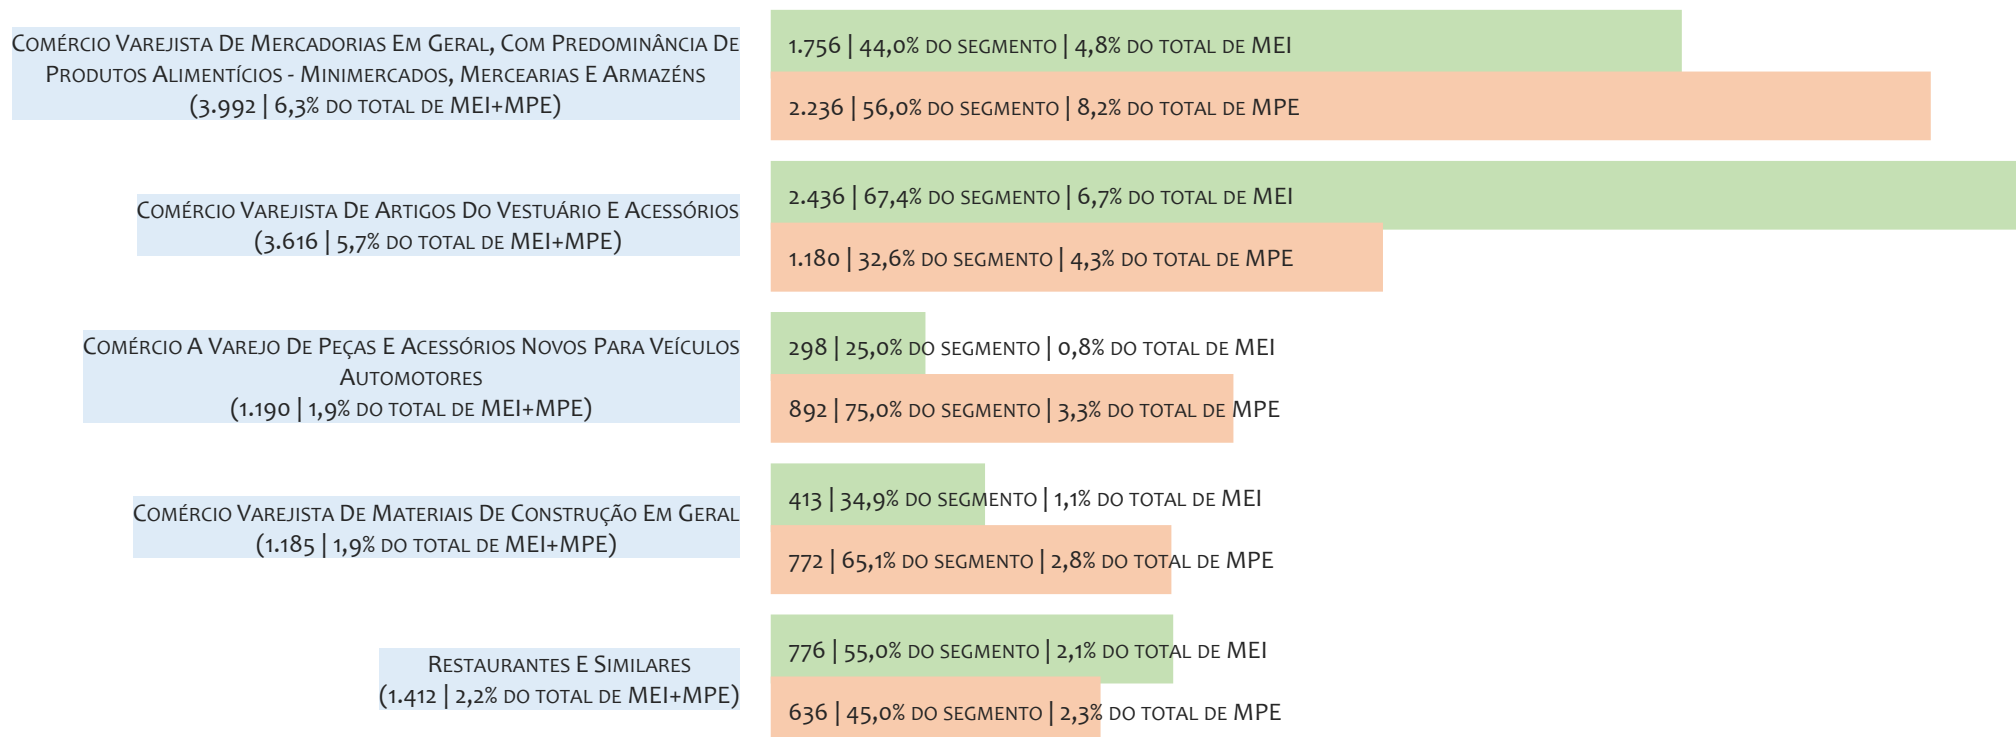 Comércio Varejista De Mercadorias Em Geral, Com Predominância De
Produtos Alimentícios - Minimercados, Mercearias E Armazéns
(3.992 | 6,3% do total de MEI+MPE)
1.756 | 44,0% do segmento | 4,8% do total de MEI
2.236 | 56,0% do segmento | 8,2% do total de MPE
Comércio Varejista De Artigos Do Vestuário E Acessórios
(3.616 | 5,7% do total de MEI+MPE)
2.436 | 67,4% do segmento | 6,7% do total de MEI
1.180 | 32,6% do segmento | 4,3% do total de MPE
Comércio A Varejo De Peças E Acessórios Novos Para Veículos
Automotores
(1.190 | 1,9% do total de MEI+MPE)
298 | 25,0% do segmento | 0,8% do total de MEI
892 | 75,0% do segmento | 3,3% do total de MPE
Comércio Varejista De Materiais De Construção Em Geral
(1.185 | 1,9% do total de MEI+MPE)
413 | 34,9% do segmento | 1,1% do total de MEI
772 | 65,1% do segmento | 2,8% do total de MPE
Restaurantes E Similares
(1.412 | 2,2% do total de MEI+MPE)
776 | 55,0% do segmento | 2,1% do total de MEI
636 | 45,0% do segmento | 2,3% do total de MPE